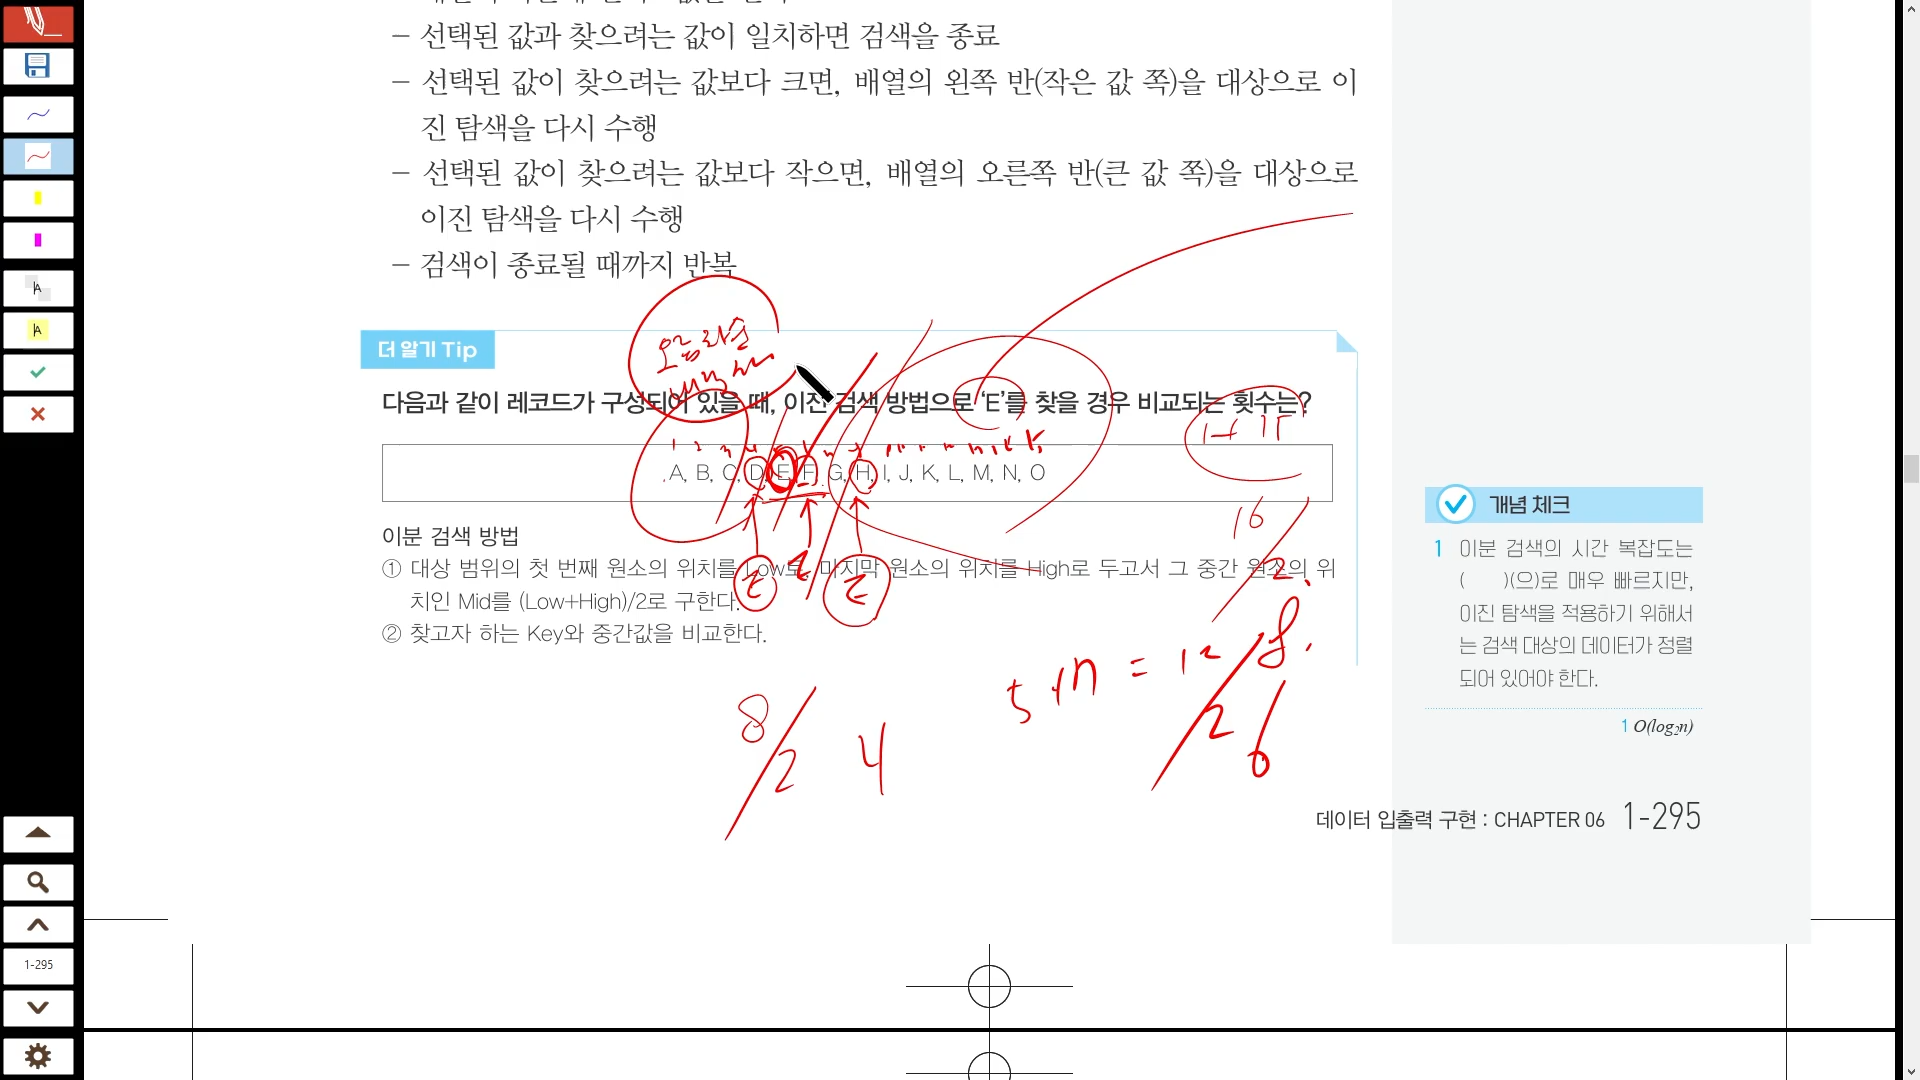 – 선택된 값과 찾으려는 값이 일치하면 검색을 종료
– 선택된 값이 찾으려는 값보다 크면, 배열의 왼쪽 반(작은 값 쪽)을 대상으로 이
진 탐색을 다시 수행
– 선택된 값이 찾으려는 값보다 작으면, 배열의 오른쪽 반(큰 값 쪽)을 대상으로
이진 탐색을 다시 수행
– 검색이 종료될 때까지 반복
오름차순
더 알기 Tip
다음과 같이 레코드가 구성되어 있을 때, 이진 검색 방법으로 ‘E’를 찾을 경우 비교되는 횟수는?
1+15
A, B, C, D, E, F, G, H, I, J, K, L, M, N, O
16
2
8
이분 검색 방법
① 대상 범위의 첫 번째 원소의 위치를 Low로, 마지막 원소의 위치를 High로 두고서 그 중간 원소의 위
치인 Mid를 (Low+High)/2로 구한다.
② 찾고자 하는 Key와 중간값을 비교한다.
E
E
8
2
4
12
2
6
개념 체크
1 이분 검색의 시간 복잡도는
( )(으)로 매우 빠르지만,
이진 탐색을 적용하기 위해서
는 검색 대상의 데이터가 정렬
되어 있어야 한다.
1 O(log₂n)
데이터 입출력 구현 : CHAPTER 06 1-295
1-295